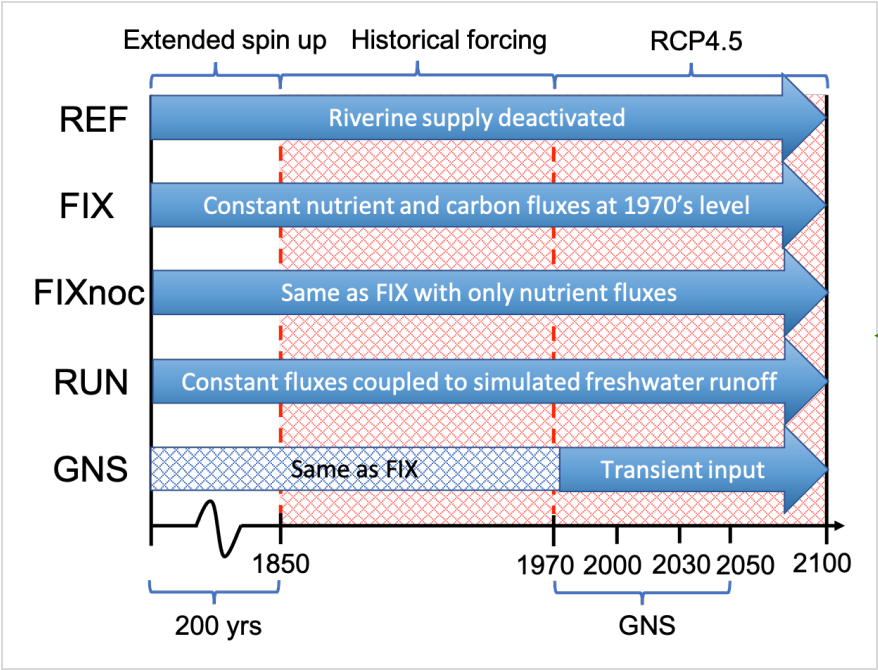 Extended spin up Historical forcing RCP4.5
REF Riverine supply deactivated
FIX Constant nutrient and carbon fluxes at 1970's level
FIXnoc Same as FIX with only nutrient fluxes
RUN Constant fluxes coupled to simulated freshwater runoff
GNS Same as FIX Transient input
1850 1970 2000 2030 2050 2100
200 yrs GNS